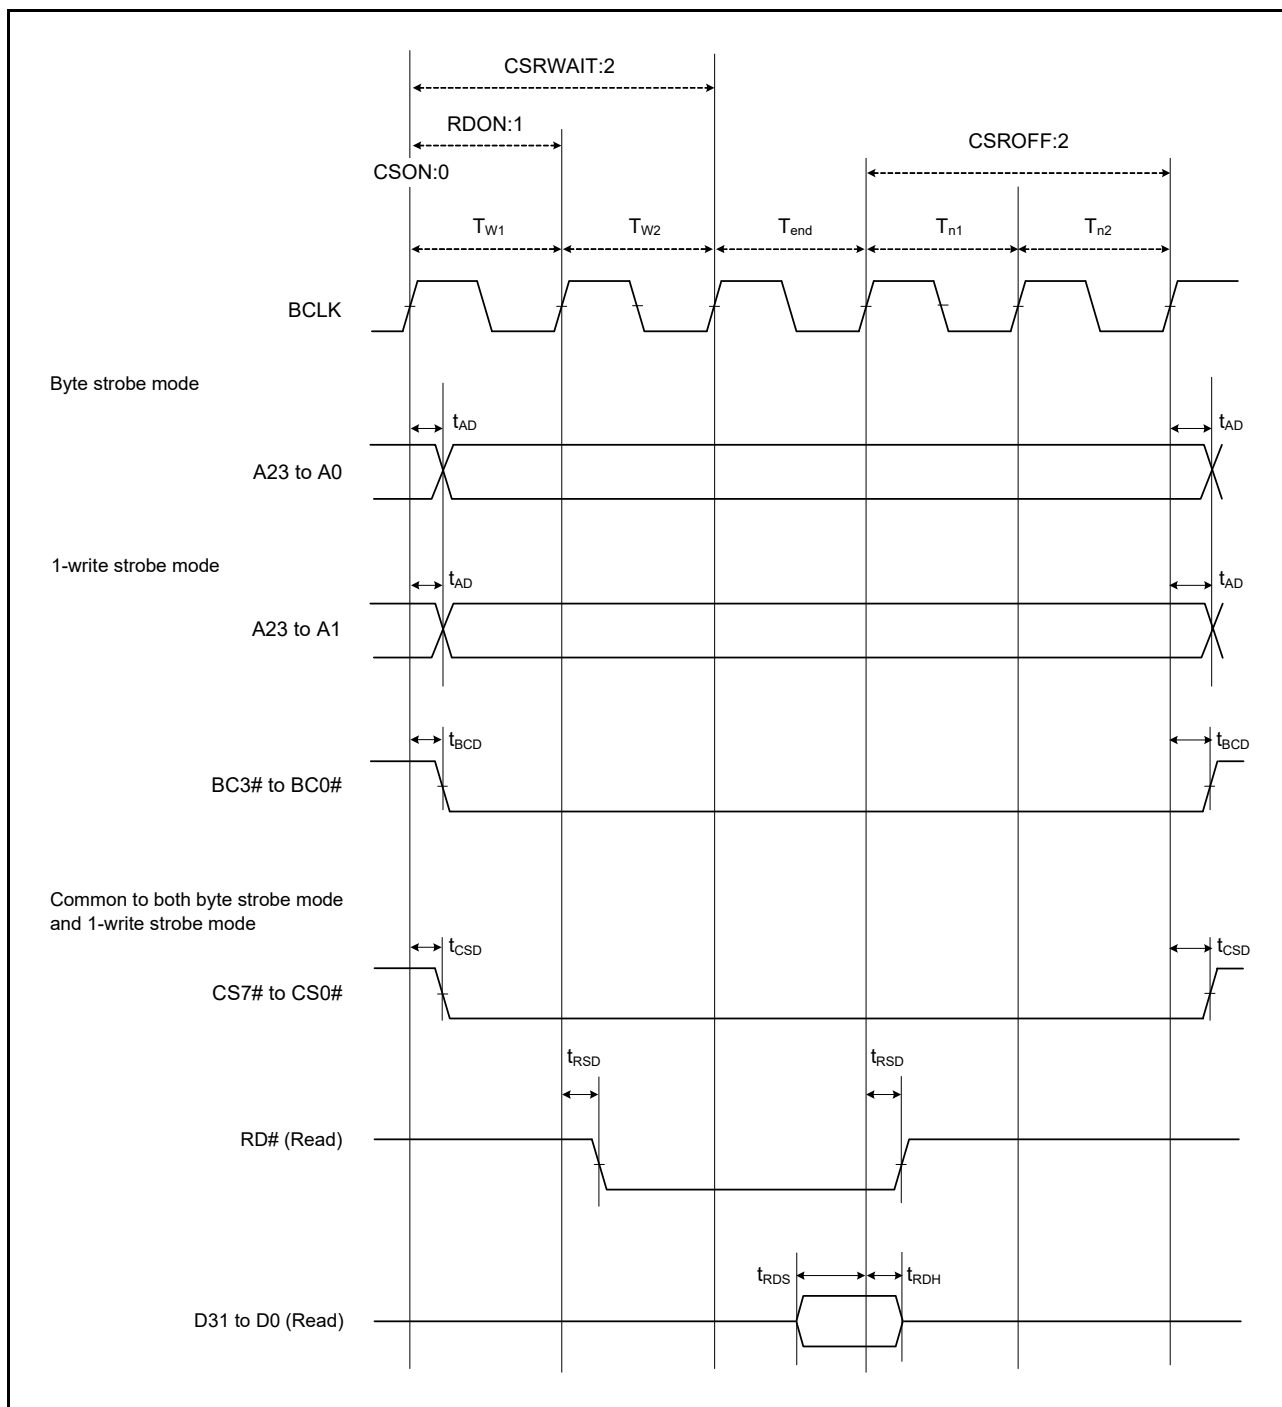 CSRWAIT:2
RDON:1
CSROFF:2
CSON:0
TW1
TW2
Tend
Tn1
Tn2
BCLK
Byte strobe mode
tAD
tAD
A23 to A0
1-write strobe mode
tAD
tAD
A23 to A1
tBCD
tBCD
BC3# to BC0#
Common to both byte strobe mode
and 1-write strobe mode
tCSD
tCSD
CS7# to CS0#
tRSD
tRSD
RD# (Read)
tRDS
tRDH
D31 to D0 (Read)